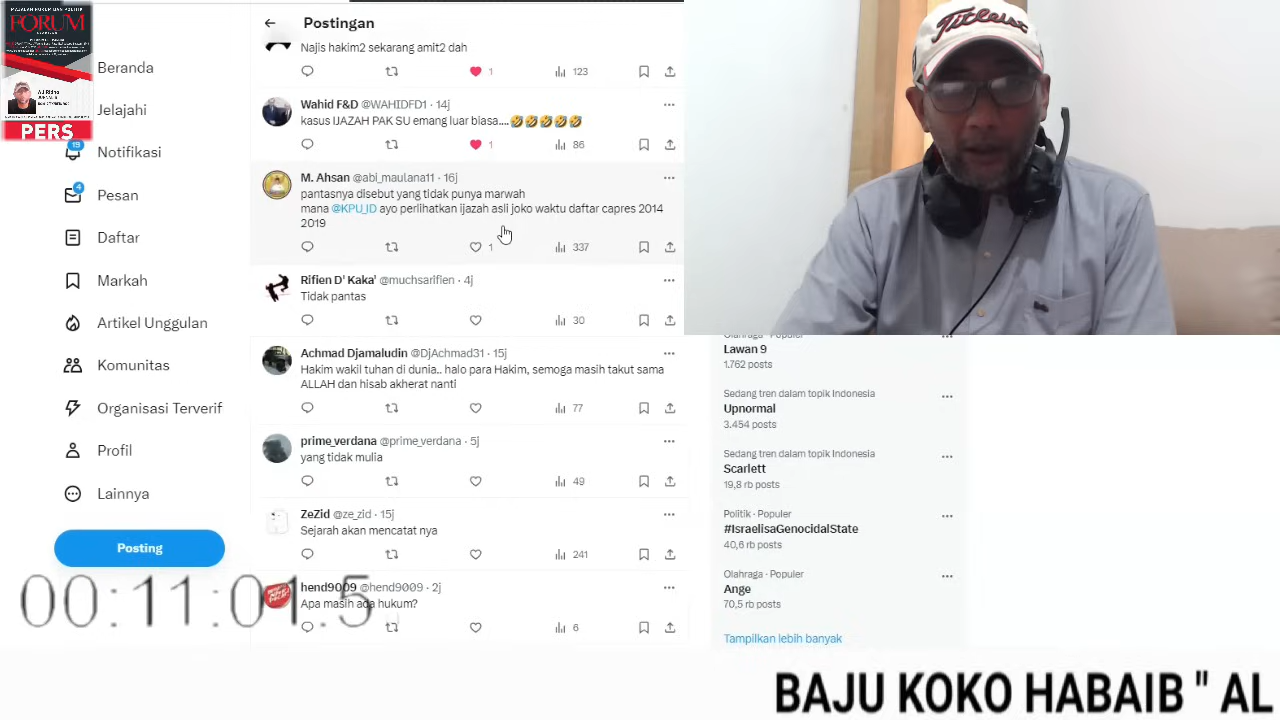 MAJALAH HUKUM DAN POLITIK
FORUM
PERS
Titleist
Postingan
Najis hakim2 sekarang amit2 dah
1
123
Wahid F&D @WAHIDFD1 · 14j
kasus IJAZAH PAK SU emang luar biasa....🤣🤣🤣🤣🤣
1
86
M. Ahsan @abi_maulana11 · 16j
pantasnya disebut yang tidak punya marwah
mana @KPU_ID ayo perlihatkan ijazah asli joko waktu daftar capres 2014
2019
1
337
Rifien D' Kaka' @muchsarifien · 4j
Tidak pantas
30
Achmad Djamaludin @DjAchmad31 · 15j
Hakim wakil tuhan di dunia.. halo para Hakim, semoga masih takut sama
ALLAH dan hisab akherat nanti
77
prime_verdana @prime_verdana · 5j
yang tidak mulia
49
ZeZid @ze_zid · 15j
Sejarah akan mencatat nya
241
hend9009 @hend9009 · 2j
Apa masih ada hukum?
6
Beranda
Jelajahi
19
Notifikasi
4
Pesan
Daftar
Markah
Artikel Unggulan
Komunitas
Organisasi Terverif
Profil
Lainnya
Posting
00:11:01.5
Olahraga · Populer
Lawan 9
1.762 posts
Sedang tren dalam topik Indonesia
Upnormal
3.454 posts
Sedang tren dalam topik Indonesia
Scarlett
19,8 rb posts
Politik · Populer
#IsraelisaGenocidalState
40,6 rb posts
Olahraga · Populer
Ange
70,5 rb posts
Tampilkan lebih banyak
BAJU KOKO HABAIB " AL